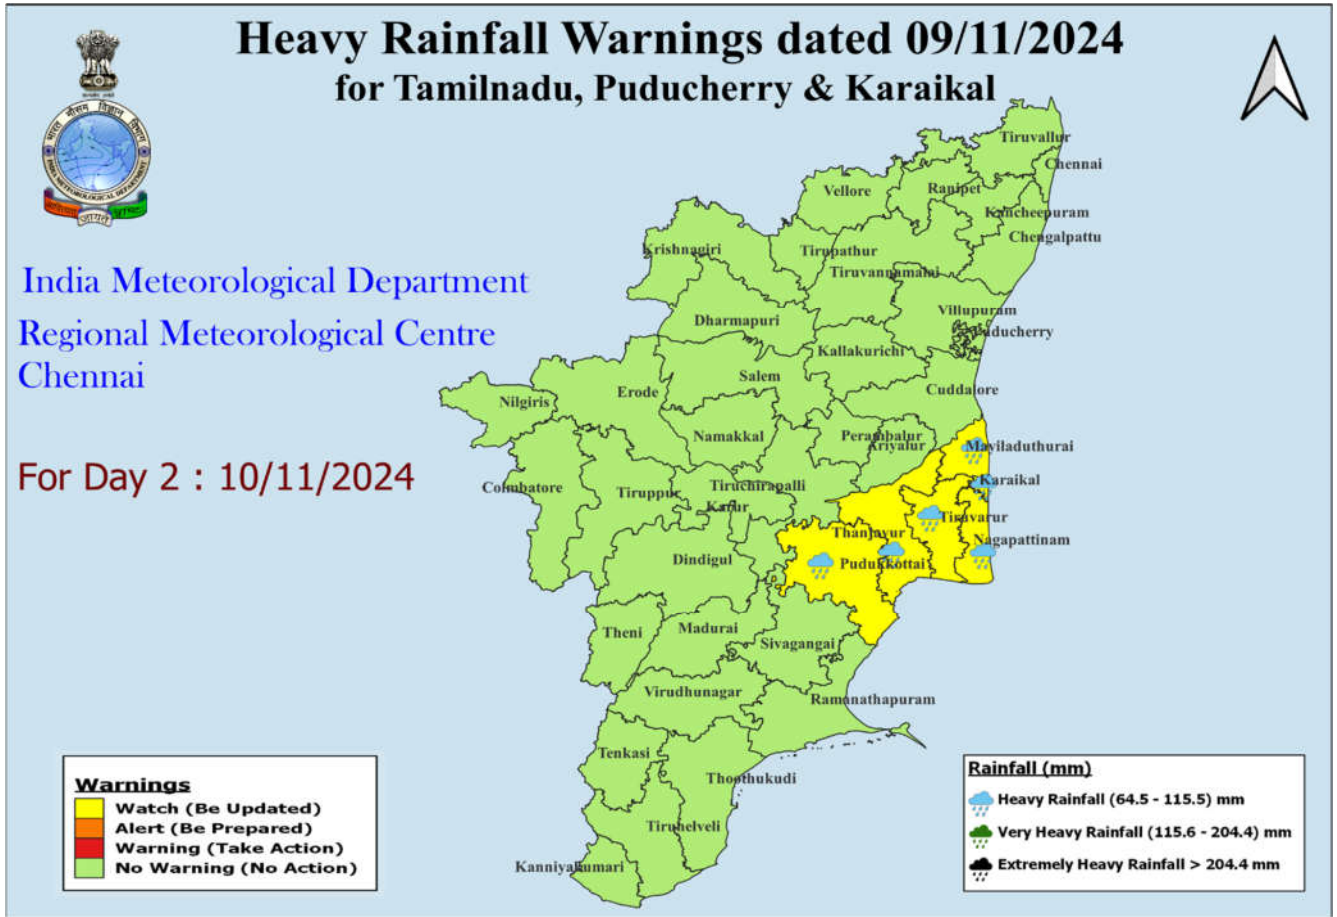 Heavy Rainfall Warnings dated 09/11/2024
for Tamilnadu, Puducherry & Karaikal
भारत मौसम विज्ञान विभाग
INDIA METEOROLOGICAL DEPARTMENT
India Meteorological Department
Regional Meteorological Centre
Chennai
For Day 2 : 10/11/2024
Tiruvallur
Chennai
Vellore
Ranipet
Kancheepuram
Chengalpattu
Krishnagiri
Tirupathur
Tiruvannamalai
Villupuram
Puducherry
Dharmapuri
Kallakurichi
Salem
Cuddalore
Erode
Nilgiris
Namakkal
Perambalur
Ariyalur
Mayiladuthurai
Karaikal
Coimbatore
Tiruppur
Tiruchirapalli
Karur
Tiruvarur
Thanjavur
Nagapattinam
Dindigul
Pudukkottai
Theni
Madurai
Sivagangai
Virudhunagar
Ramanathapuram
Tenkasi
Thoothukudi
Tirunelveli
Kanniyakumari
Warnings
Watch (Be Updated)
Alert (Be Prepared)
Warning (Take Action)
No Warning (No Action)
Rainfall (mm)
Heavy Rainfall (64.5 - 115.5) mm
Very Heavy Rainfall (115.6 - 204.4) mm
Extremely Heavy Rainfall > 204.4 mm